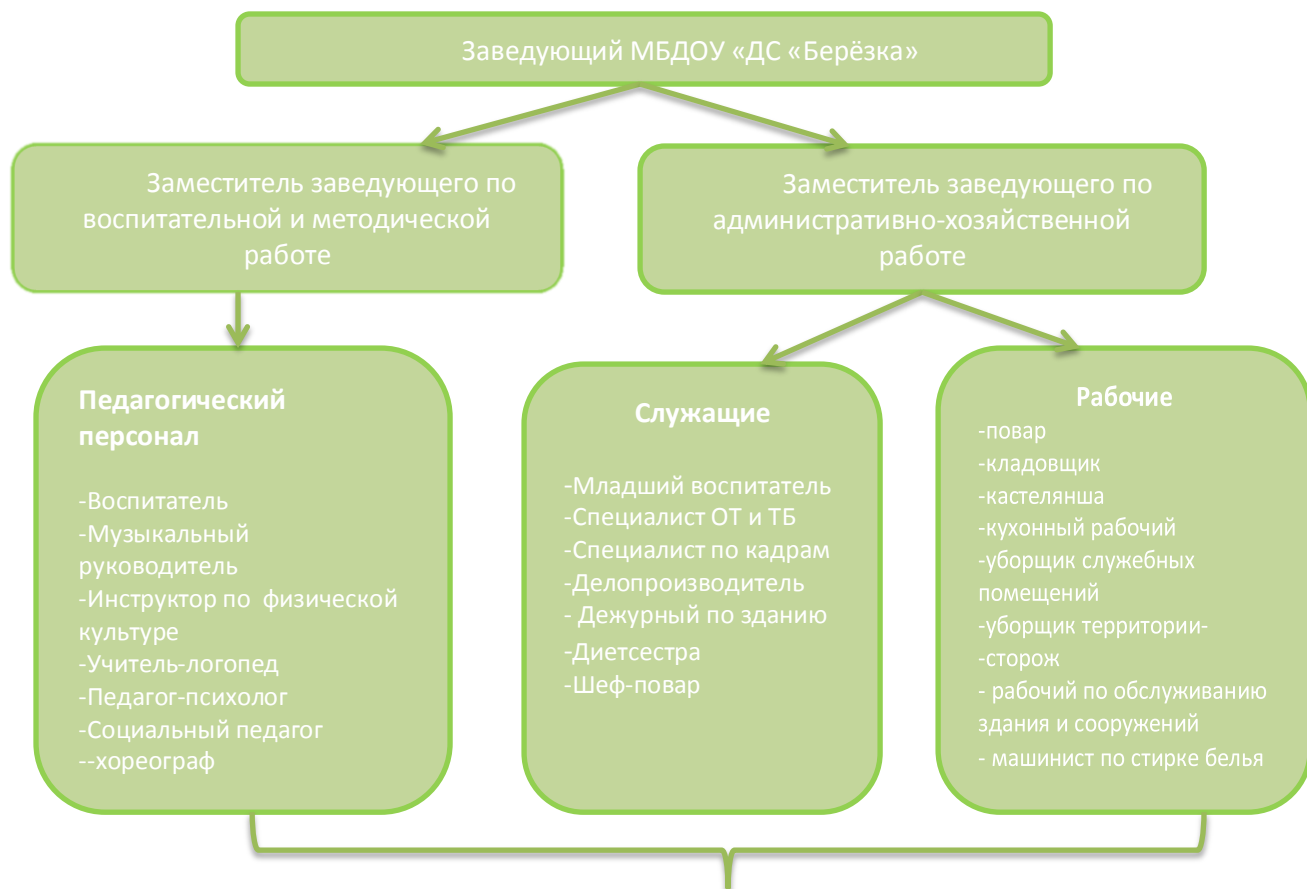 Заведующий МБДОУ «ДС «Берёзка»
Заместитель заведующего по
воспитательной и методической
работе
Заместитель заведующего по
административно-хозяйственной
работе
Педагогический
персонал
-Воспитатель
-Музыкальный
руководитель
-Инструктор по  физической
культуре
-Учитель-логопед
-Педагог-психолог
-Социальный педагог
--хореограф
Служащие
-Младший воспитатель
-Специалист ОТ и ТБ
-Специалист по кадрам
-Делопроизводитель
- Дежурный по зданию
-Диетсестра
-Шеф-повар
Рабочие
-повар
-кладовщик
-кастелянша
-кухонный рабочий
-уборщик служебных
помещений
-уборщик территории-
-сторож
- рабочий по обслуживанию
здания и сооружений
- машинист по стирке белья